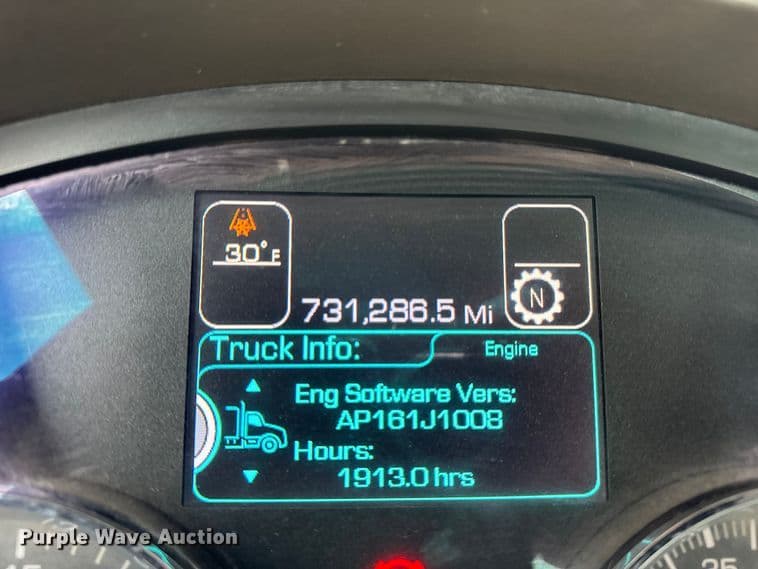 30°F
731,286.5 Mi
N
Truck Info:
Engine
Eng Software Vers:
AP161J1008
Hours:
1913.0 hrs
Purple Wave Auction
25